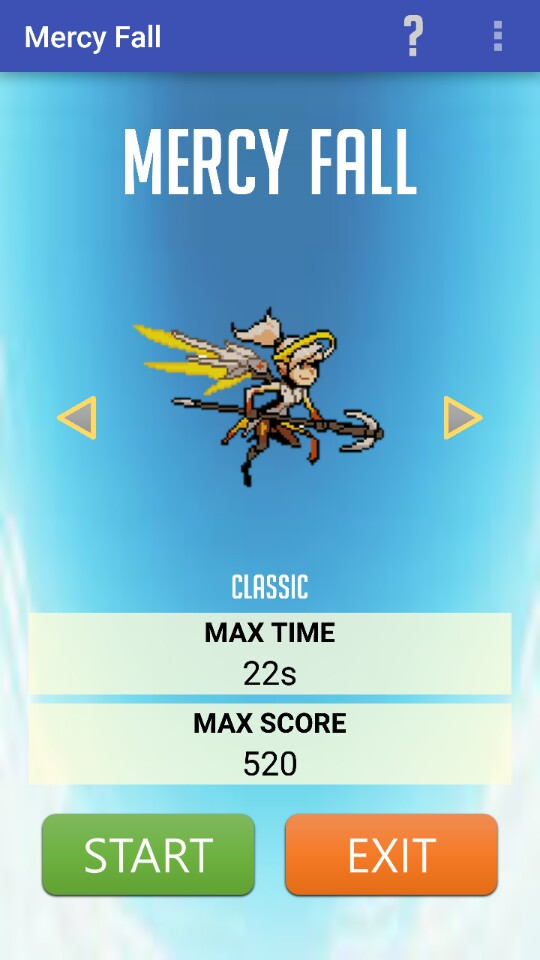 Mercy Fall
?
MERCY FALL
CLASSIC
MAX TIME
22s
MAX SCORE
520
START
EXIT